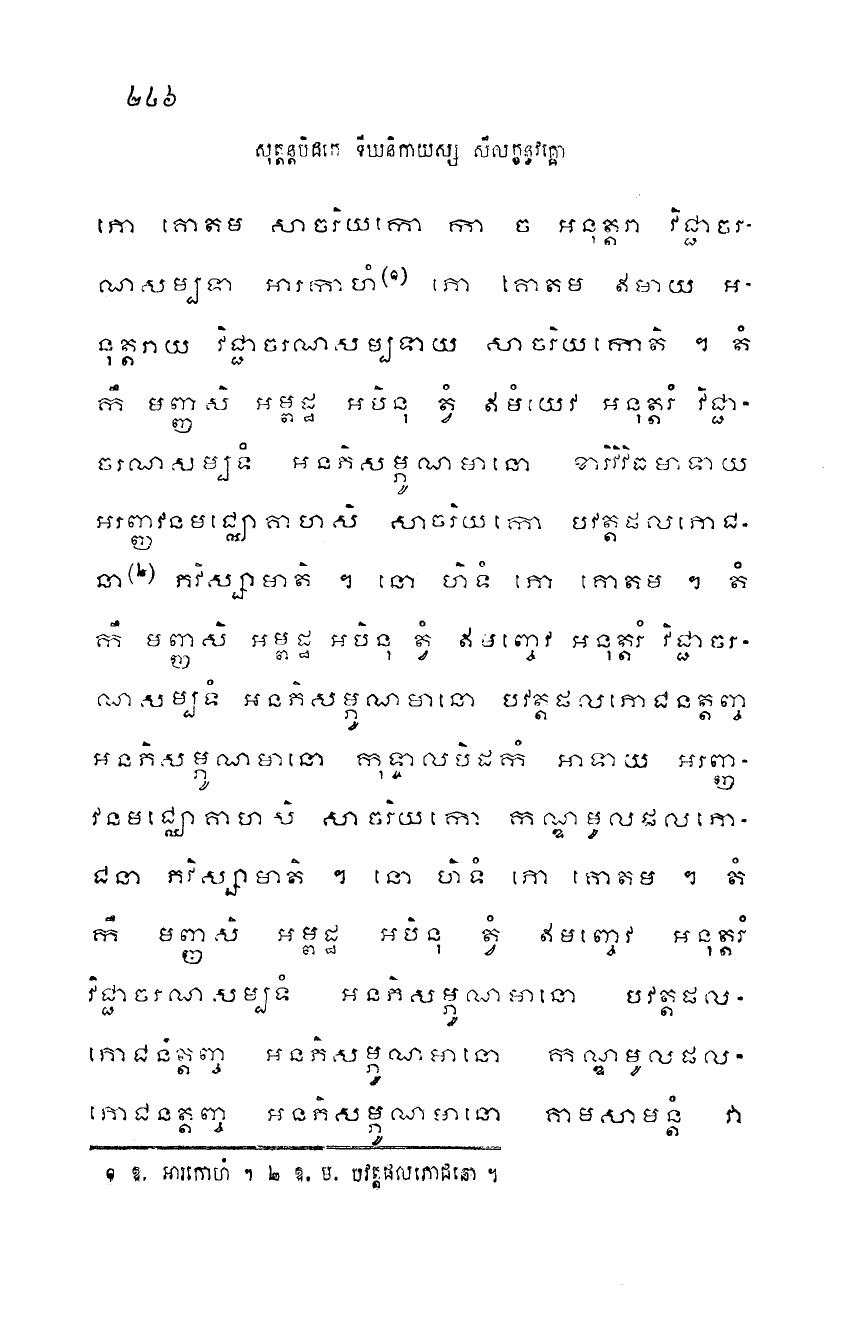 ២៤៦
សុត្តន្តបិដកេ ទីឃនិកាយស្ស សីលក្ខន្ធវគ្គោ
ភោ គោតម សាចរិយកោ កា ច អនុត្តរា វិជ្ជាចរ-
ណសម្បទា អារកាហំ(១) ភោ គោតម ឥមាយ អ-
នុត្តរាយ វិជ្ជាចរណសម្បទាយ សាចរិយកោតិ ។ តំ
កឹ មញ្ញសិ អម្ពដ្ឋ អបិនុ ត្វំ ឥមំយេវ អនុត្តរំ វិជ្ជា-
ចរណសម្បទំ អនភិសម្ភុណមានោ ខារិវិវិធមាទាយ
អរញ្ញវនមជ្ឈោគាហសិ សាចរិយកោ បវត្តផលភោជ-
នា(២) ភវិស្សាមាតិ ។ នោ ហិទំ ភោ គោតម ។ តំ
កឹ មញ្ញសិ អម្ពដ្ឋ អបិនុ ត្វំ ឥមញ្ចេវ អនុត្តរំ វិជ្ជាចរ-
ណសម្បទំ អនភិសម្ភុណមានោ បវត្តផលភោជនត្តញ្ច
អនភិសម្ភុណមានោ កុទ្ទាលបិដកំ អាទាយ អរញ្ញ-
វនមជ្ឈោគាហសិ សាចរិយកោ កណ្ឌមូលផលភោ-
ជនា ភវិស្សាមាតិ ។ នោ ហិទំ ភោ គោតម ។ តំ
កឹ មញ្ញសិ អម្ពដ្ឋ អបិនុ ត្វំ ឥមញ្ចេវ អនុត្តរំ
វិជ្ជាចរណសម្បទំ អនភិសម្ភុណមានោ បវត្តផល-
ភោជនត្តញ្ច អនភិសម្ភុណមានោ កណ្ឌមូលផល-
ភោជនត្តញ្ច អនភិសម្ភុណមានោ គាមសាមន្តំ វា
១ ឱ. អារកោហំ ។ ២ ឱ. ម. បវត្តផលភោជនោ ។